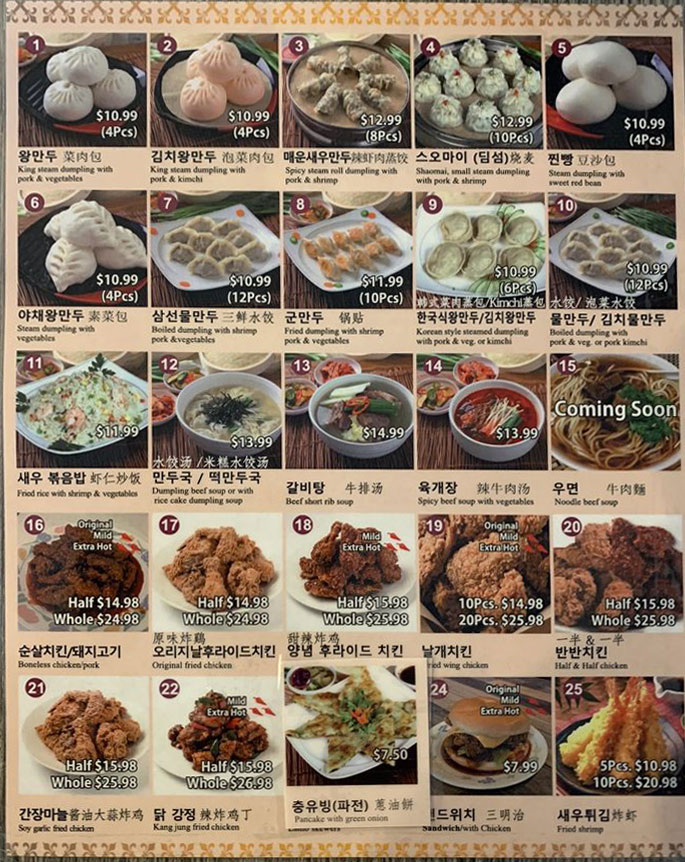 1
$10.99
(4Pcs)
왕만두 菜肉包
King steam dumpling with
pork & vegetables
2
$10.99
(4Pcs)
김치왕만두 泡菜肉包
King steam dumpling with
pork & kimchi
3
$12.99
(8Pcs)
매운새우만두辣虾肉蒸饺
Spicy steam roll dumpling with
pork & shrimp
4
$12.99
(10Pcs)
스오마이 (딤섬)烧麦
Shaomai, small steam dumpling
with pork & shrimp
5
$10.99
(4Pcs)
찐빵 豆沙包
Steam dumpling with
sweet red bean
6
$10.99
(4Pcs)
야채왕만두 素菜包
Steam dumpling with
vegetables
7
$10.99
(12Pcs)
삼선물만두 三鲜水饺
Boiled dumpling with shrimp
pork &vegetables
8
$11.99
(10Pcs)
군만두 锅贴
Fried dumpling with shrimp
pork & vegetables
9
$10.99
(6Pcs)
韩式菜肉蒸包/Kimchi蒸包
한국식왕만두/김치왕만두
Korean style steamed dumpling
with pork & veg. or kimchi
10
$10.99
(12Pcs)
水饺/ 泡菜水饺
물만두/ 김치물만두
Boiled dumpling with
pork & veg. or pork kimchi
11
$11.99
새우 볶음밥 虾仁炒饭
Fried rice with shrimp & vegetables
12
$13.99
水饺汤 /米糕水饺汤
만두국 / 떡만두국
Dumpling beef soup or with
rice cake dumpling soup
13
$14.99
갈비탕 牛排汤
Beef short rib soup
14
$13.99
육개장 辣牛肉汤
Spicy beef soup with vegetables
15
Coming Soon
우면 牛肉麵
Noodle beef soup
16
Original
Mild
Extra Hot
Half $14.98
Whole $24.98
순살치킨/돼지고기
Boneless chicken/pork
17
Half $14.98
Whole $24.98
原味炸鷄
오리지날후라이드치킨
Original fried chicken
18
Mild
Extra Hot
Half $15.98
Whole $25.98
甜辣炸鸡
양념 후라이드 치킨
19
Original
Mild
Extra Hot
10Pcs. $14.98
20Pcs. $25.98
날개치킨
ried wing chicken
20
Half $15.98
Whole $25.98
一半 & 一半
반반치킨
Half & Half chicken
21
Half $15.98
Whole $25.98
간장마늘酱油大蒜炸鸡
Soy garlic fried chicken
22
Mild
Extra Hot
Half $15.98
Whole $26.98
닭 강정 辣炸鸡丁
Kang jung fried chicken
$7.50
총유빙(파전) 蔥油餅
Pancake with green onion
skewers
24
Original
Mild
Extra Hot
$7.99
드위치 三明治
Sandwich/with Chicken
25
5Pcs. $10.98
10Pcs. $20.98
새우튀김炸虾
Fried shrimp